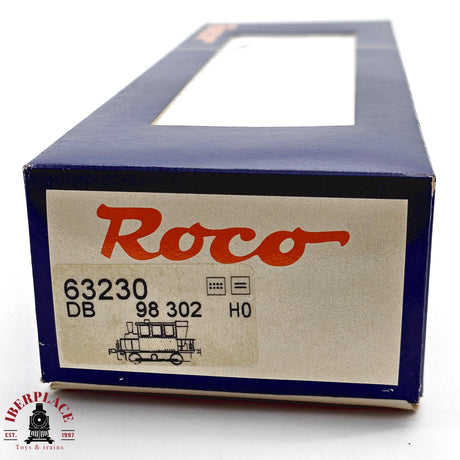 Roco
63230
DB 98 302 H0
IBERPLACE
EST. 1997
Toys & trains